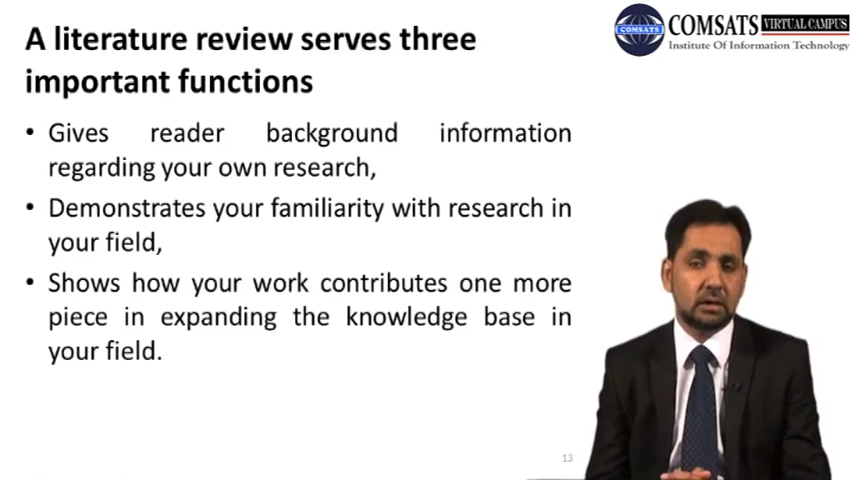 A literature review serves three
important functions
COMSATS VIRTUAL CAMPUS
COMSATS
Institute Of Information Technology
• Gives reader background information
regarding your own research,
• Demonstrates your familiarity with research in
your field,
• Shows how your work contributes one more
piece in expanding the knowledge base in
your field.
13